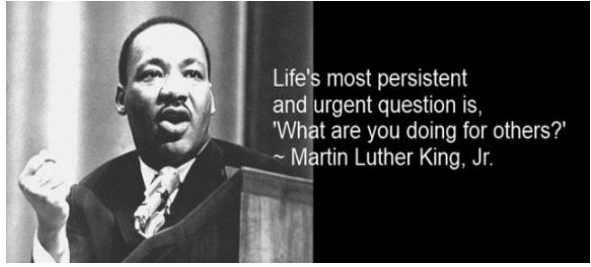 Life's most persistent
and urgent question is,
'What are you doing for others?'
~ Martin Luther King, Jr.